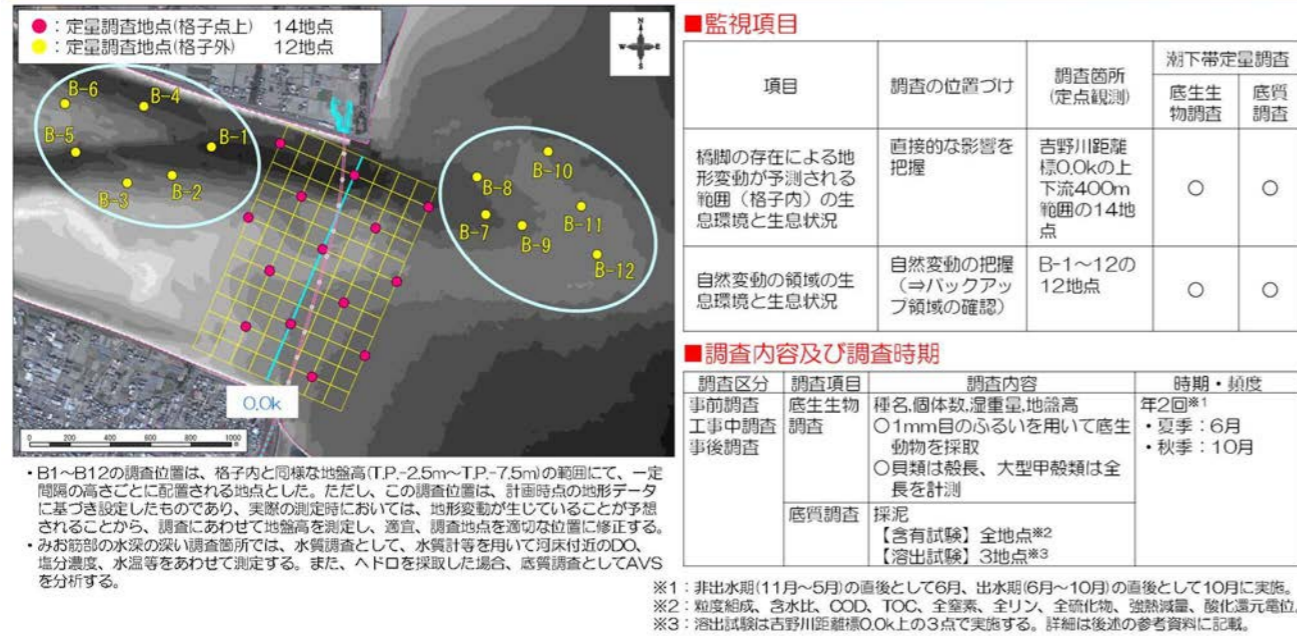 ●：定量調査地点(格子点上) 14地点
●：定量調査地点(格子外) 12地点
N
W E
S
B-6
B-4
B-5
B-1
B-3
B-2
B-10
B-8
B-11
B-7
B-9
B-12
0.0k
0 200 400 600 800 1000
・B1～B12の調査位置は、格子内と同様な地盤高(T.P.-2.5m～T.P.-7.5m)の範囲にて、一定
間隔の高さごとに配置される地点とした。ただし、この調査位置は、計画時点の地形データ
に基づき設定したものであり、実際の測定時においては、地形変動が生じていることが予想
されることから、調査にあわせて地盤高を測定し、適宜、調査地点を適切な位置に修正する。
・みお筋部の水深の深い調査箇所では、水質調査として、水質計等を用いて河床付近のDO、
塩分濃度、水温等をあわせて測定する。また、ヘドロを採取した場合、底質調査としてAVS
を分析する。
■監視項目
項目
調査の位置づけ
調査箇所
(定点観測)
潮下帯定量調査
底生生
物調査
底質
調査
橋脚の存在による地
形変動が予測される
範囲（格子内）の生
息環境と生息状況
直接的な影響を
把握
吉野川距離
標0.0kの上
下流400m
範囲の14地
点
○ ○
自然変動の領域の生
息環境と生息状況
自然変動の把握
（⇒バックアッ
プ領域の確認）
B-1～12の
12地点
○ ○
■調査内容及び調査時期
調査区分 調査項目 調査内容 時期・頻度
事前調査
工事中調査
事後調査
底生生物
調査
種名,個体数,湿重量,地盤高
○1mm目のふるいを用いて底生
動物を採取
○貝類は殻長、大型甲殻類は全
長を計測
年2回※1
・夏季：6月
・秋季：10月
底質調査
採泥
【含有試験】全地点※2
【溶出試験】3地点※3
※1：非出水期(11月～5月)の直後として6月、出水期(6月～10月)の直後として10月に実施。
※2：粒度組成、含水比、COD、TOC、全窒素、全リン、全硫化物、強熱減量、酸化還元電位。
※3：溶出試験は吉野川距離標0.0k上の3点で実施する。詳細は後述の参考資料に記載。